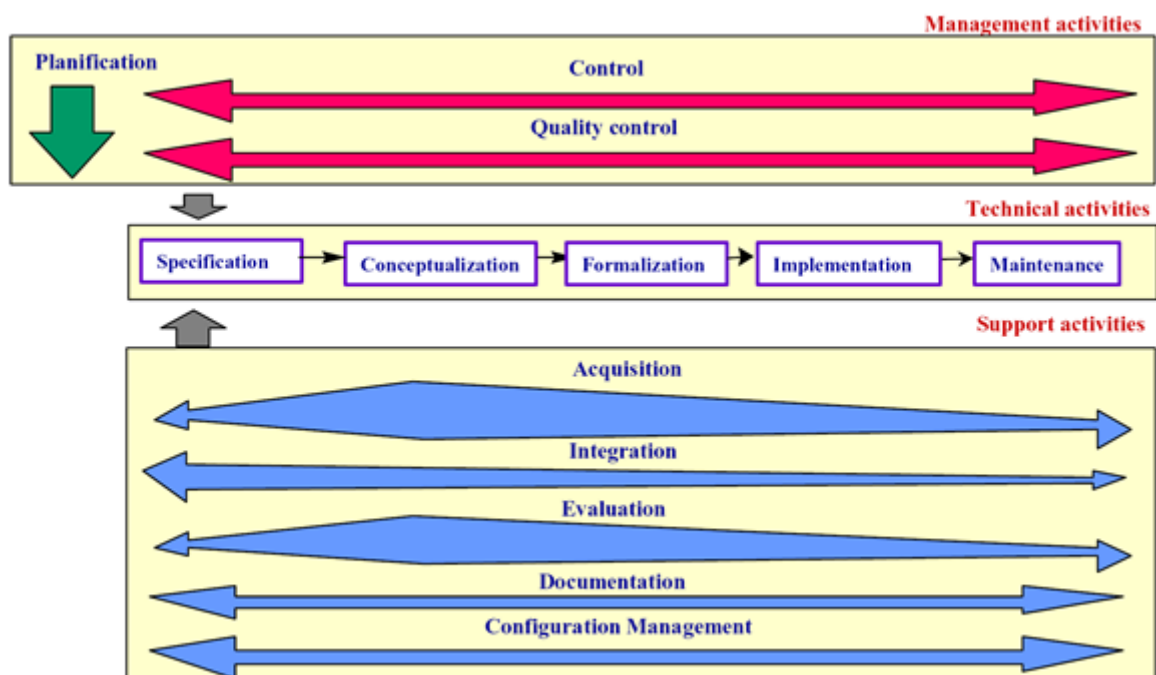 Management activities
Planification
Control
Quality control
Technical activities
Specification
Conceptualization
Formalization
Implementation
Maintenance
Support activities
Acquisition
Integration
Evaluation
Documentation
Configuration Management